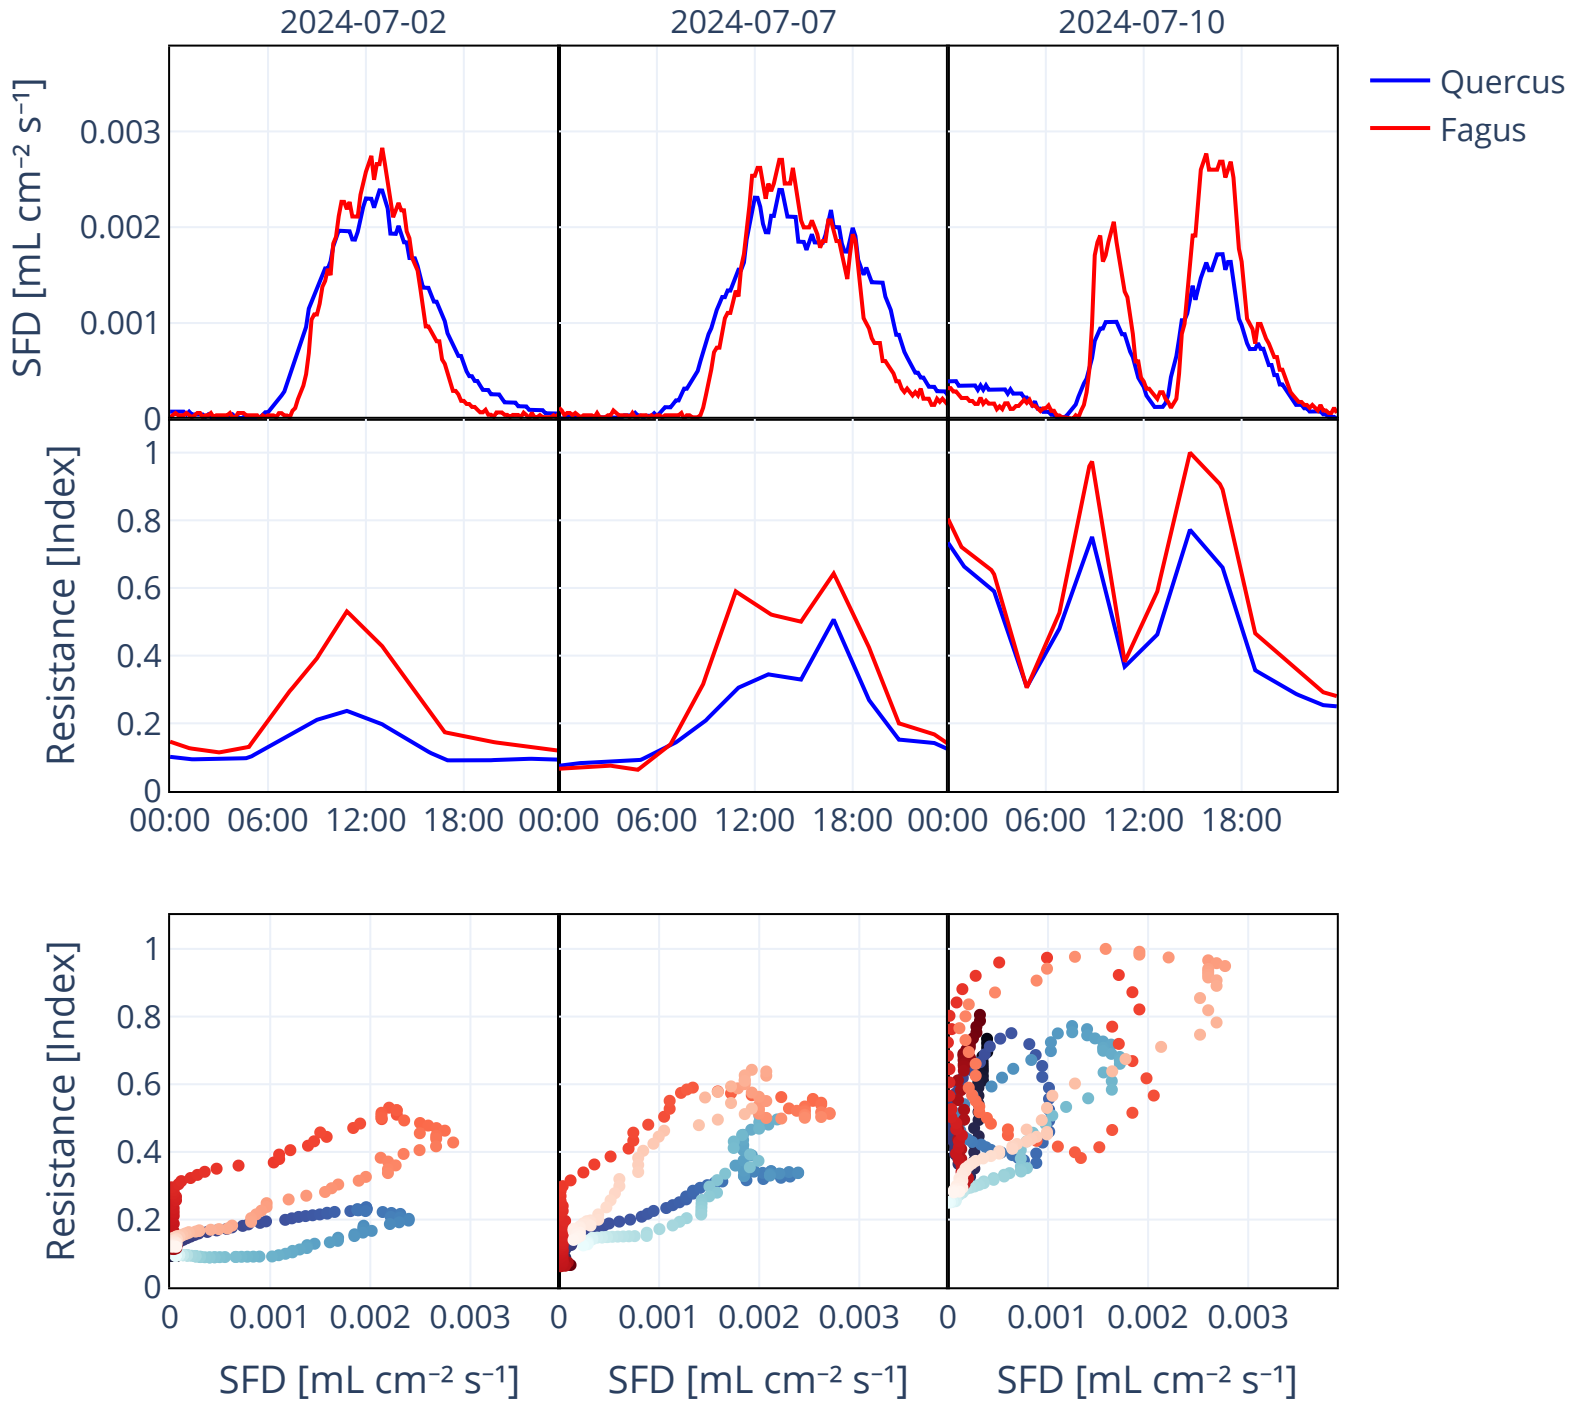 2024-07-02 2024-07-07 2024-07-10
Quercus
Fagus
SFD [mL cm⁻² s⁻¹]
0.003
0.002
0.001
0
Resistance [Index]
1
0.8
0.6
0.4
0.2
0
00:00 06:00 12:00 18:00 00:00 06:00 12:00 18:00 00:00 06:00 12:00 18:00
Resistance [Index]
1
0.8
0.6
0.4
0.2
0
0 0.001 0.002 0.003 0 0.001 0.002 0.003 0 0.001 0.002 0.003
SFD [mL cm⁻² s⁻¹] SFD [mL cm⁻² s⁻¹] SFD [mL cm⁻² s⁻¹]